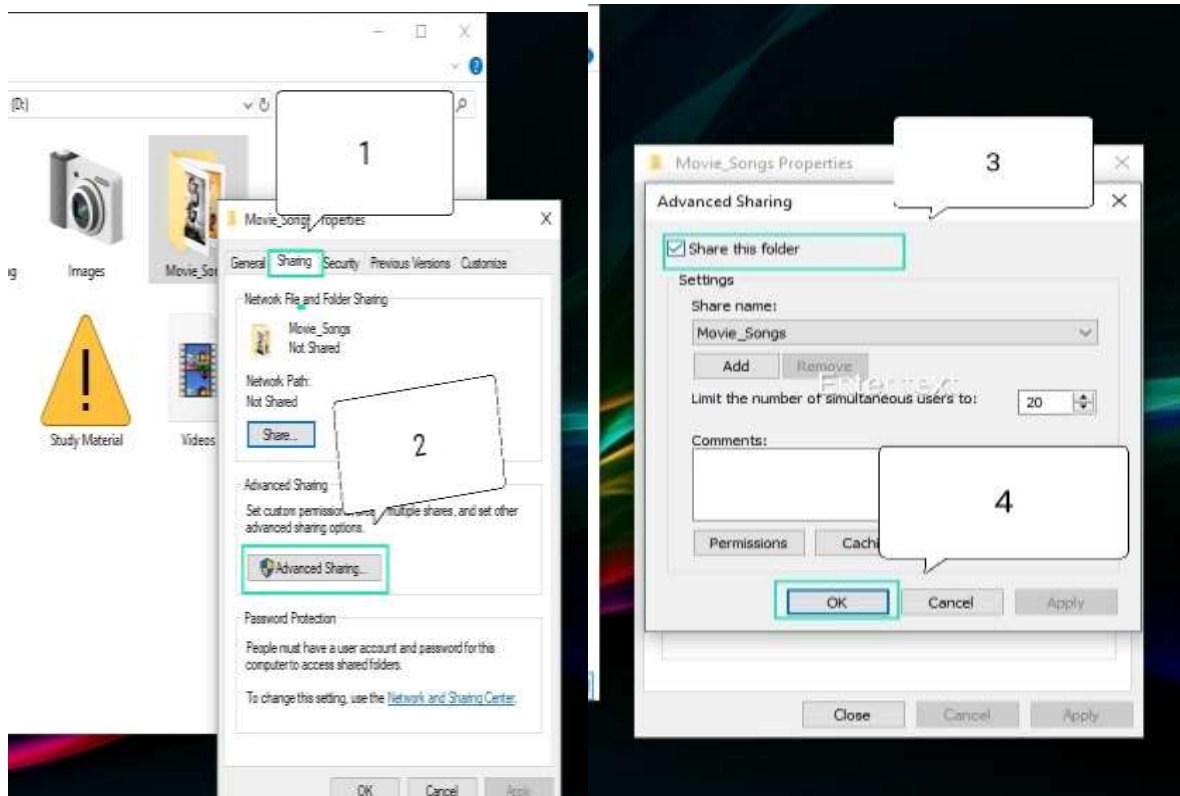 (D:)
1
Images
Study Material
Videos
Properties
General Sharing Security Previous Versions Customize
Network File and Folder Sharing
Movie_Songs
Not Shared
Network Path:
Not Shared
Share...
2
Advanced Sharing
Set custom multiple shares, and set other
advanced sharing options.
Advanced Sharing...
Password Protection
People must have a user account and password for this
computer to access shared folders.
To change this setting, use the Network and Sharing Center.
OK Cancel Apply
3
Movie_Songs Properties
Advanced Sharing
Share this folder
Settings
Share name:
Movie_Songs
Add Remove
Enter text
Limit the number of simultaneous users to: 20
Comments:
4
Permissions
OK Cancel Apply
Close Cancel Apply